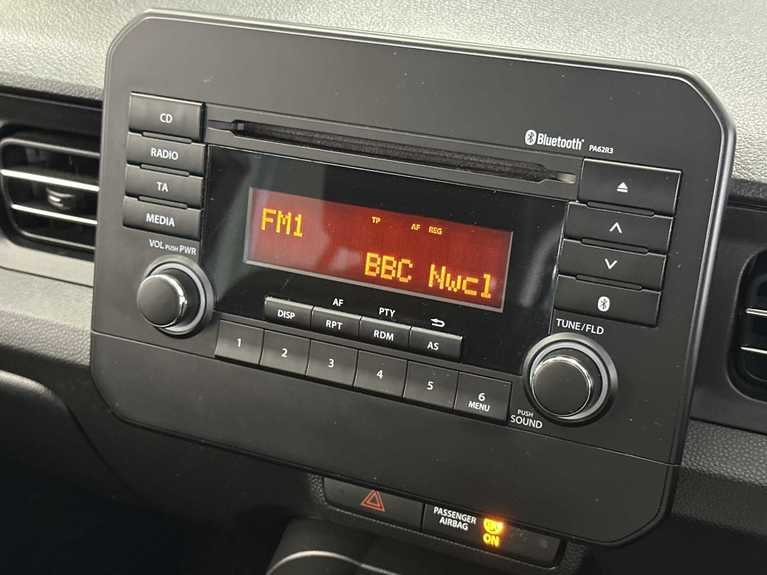 CD
RADIO
TA
MEDIA
VOL PUSH PWR
Bluetooth® PA62R3
FM1
TP AF REG
BBC Nwcl
AF PTY
DISP RPT RDM AS
1 2 3 4 5 6
MENU
TUNE/FLD
PUSH
SOUND
PASSENGER
AIRBAG
ON